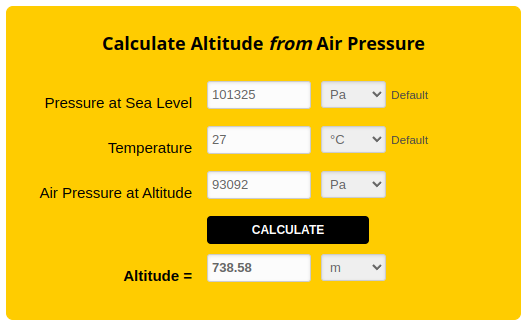 Calculate Altitude from Air Pressure
Pressure at Sea Level 101325 Pa Default
Temperature 27 °C Default
Air Pressure at Altitude 93092 Pa
CALCULATE
Altitude = 738.58 m